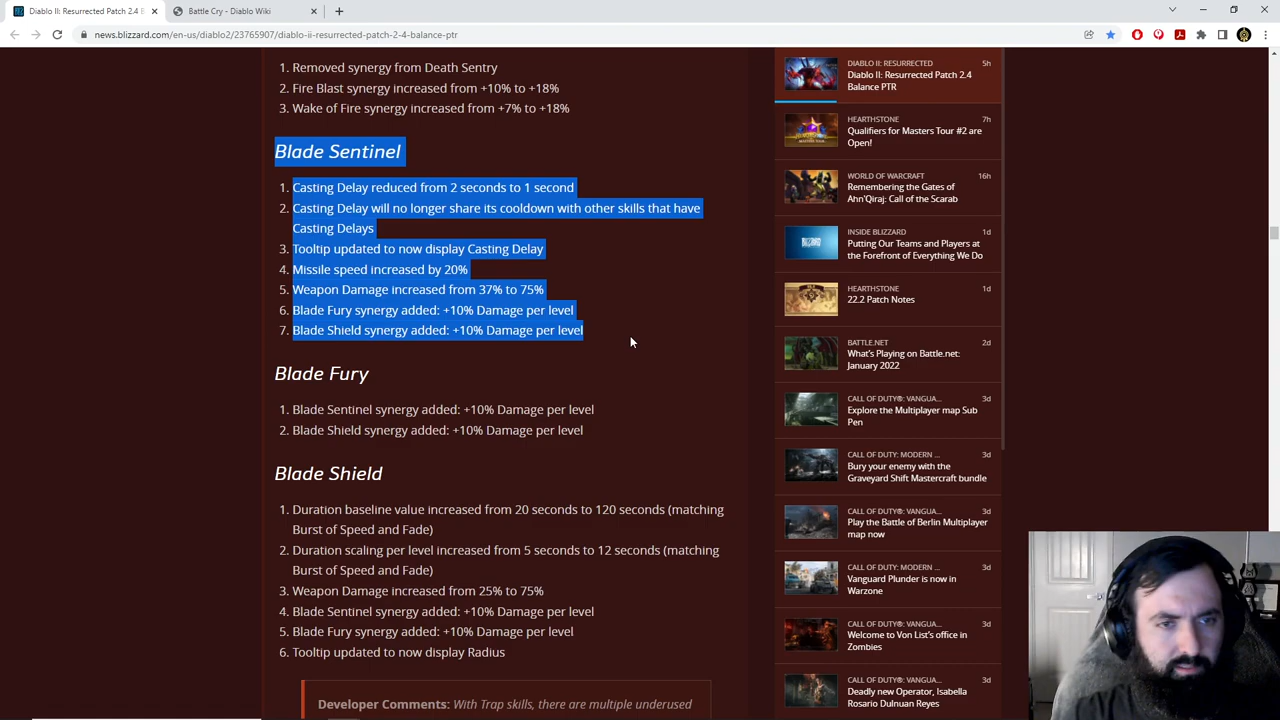 Diablo II: Resurrected Patch 2.4 B
Battle Cry - Diablo Wiki
news.blizzard.com/en-us/diablo2/23765907/diablo-ii-resurrected-patch-2-4-balance-ptr
1. Removed synergy from Death Sentry
2. Fire Blast synergy increased from +10% to +18%
3. Wake of Fire synergy increased from +7% to +18%
Blade Sentinel
1. Casting Delay reduced from 2 seconds to 1 second
2. Casting Delay will no longer share its cooldown with other skills that have
Casting Delays
3. Tooltip updated to now display Casting Delay
4. Missile speed increased by 20%
5. Weapon Damage increased from 37% to 75%
6. Blade Fury synergy added: +10% Damage per level
7. Blade Shield synergy added: +10% Damage per level
Blade Fury
1. Blade Sentinel synergy added: +10% Damage per level
2. Blade Shield synergy added: +10% Damage per level
Blade Shield
1. Duration baseline value increased from 20 seconds to 120 seconds (matching
Burst of Speed and Fade)
2. Duration scaling per level increased from 5 seconds to 12 seconds (matching
Burst of Speed and Fade)
3. Weapon Damage increased from 25% to 75%
4. Blade Sentinel synergy added: +10% Damage per level
5. Blade Fury synergy added: +10% Damage per level
6. Tooltip updated to now display Radius
Developer Comments: With Trap skills, there are multiple underused
DIABLO II: RESURRECTED 5h
Diablo II: Resurrected Patch 2.4
Balance PTR
HEARTHSTONE 7h
Qualifiers for Masters Tour #2 are
Open!
WORLD OF WARCRAFT 16h
Remembering the Gates of
Ahn'Qiraj: Call of the Scarab
INSIDE BLIZZARD 1d
Putting Our Teams and Players at
the Forefront of Everything We Do
HEARTHSTONE 1d
22.2 Patch Notes
BATTLE.NET 2d
What's Playing on Battle.net:
January 2022
CALL OF DUTY®: VANGUA... 3d
Explore the Multiplayer map Sub
Pen
CALL OF DUTY: MODERN ... 3d
Bury your enemy with the
Graveyard Shift Mastercraft bundle
CALL OF DUTY®: VANGUA... 3d
Play the Battle of Berlin Multiplayer
map now
CALL OF DUTY: MODERN ... 3d
Vanguard Plunder is now in
Warzone
CALL OF DUTY®: VANGUA... 3d
Welcome to Von List's office in
Zombies
CALL OF DUTY®: VANGUA... 3d
Deadly new Operator, Isabella
Rosario Dulnuan Reyes